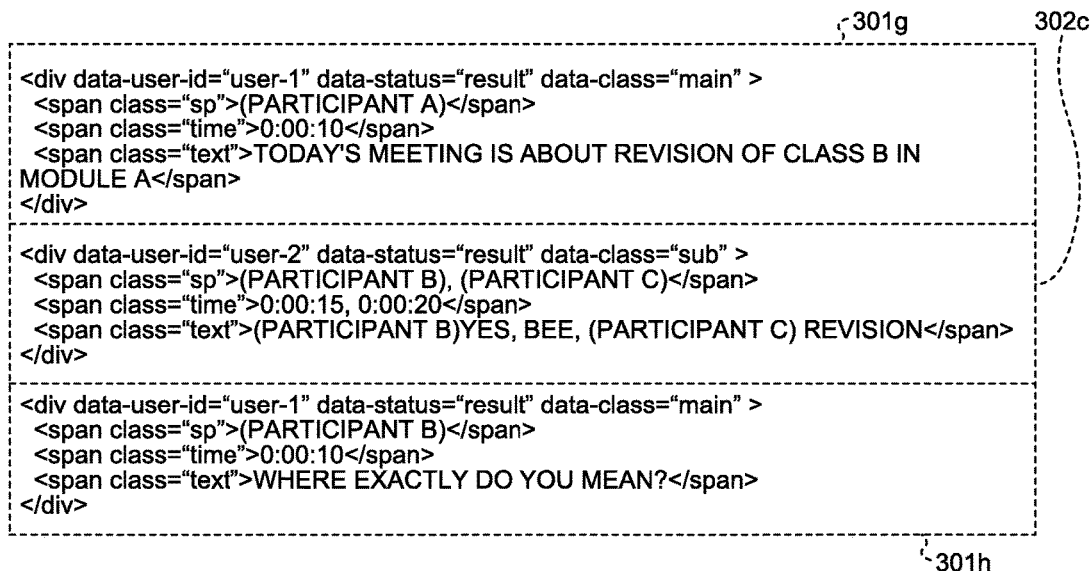 301g
302c
<div data-user-id=“user-1” data-status=“result” data-class=“main” >
<span class=“sp”>(PARTICIPANT A)</span>
<span class=“time”>0:00:10</span>
<span class=“text”>TODAY'S MEETING IS ABOUT REVISION OF CLASS B IN
MODULE A</span>
</div>
<div data-user-id=“user-2” data-status=“result” data-class=“sub” >
<span class=“sp”>(PARTICIPANT B), (PARTICIPANT C)</span>
<span class=“time”>0:00:15, 0:00:20</span>
<span class=“text”>(PARTICIPANT B)YES, BEE, (PARTICIPANT C) REVISION</span>
</div>
<div data-user-id=“user-1” data-status=“result” data-class=“main” >
<span class=“sp”>(PARTICIPANT B)</span>
<span class=“time”>0:00:10</span>
<span class=“text”>WHERE EXACTLY DO YOU MEAN?</span>
</div>
301h